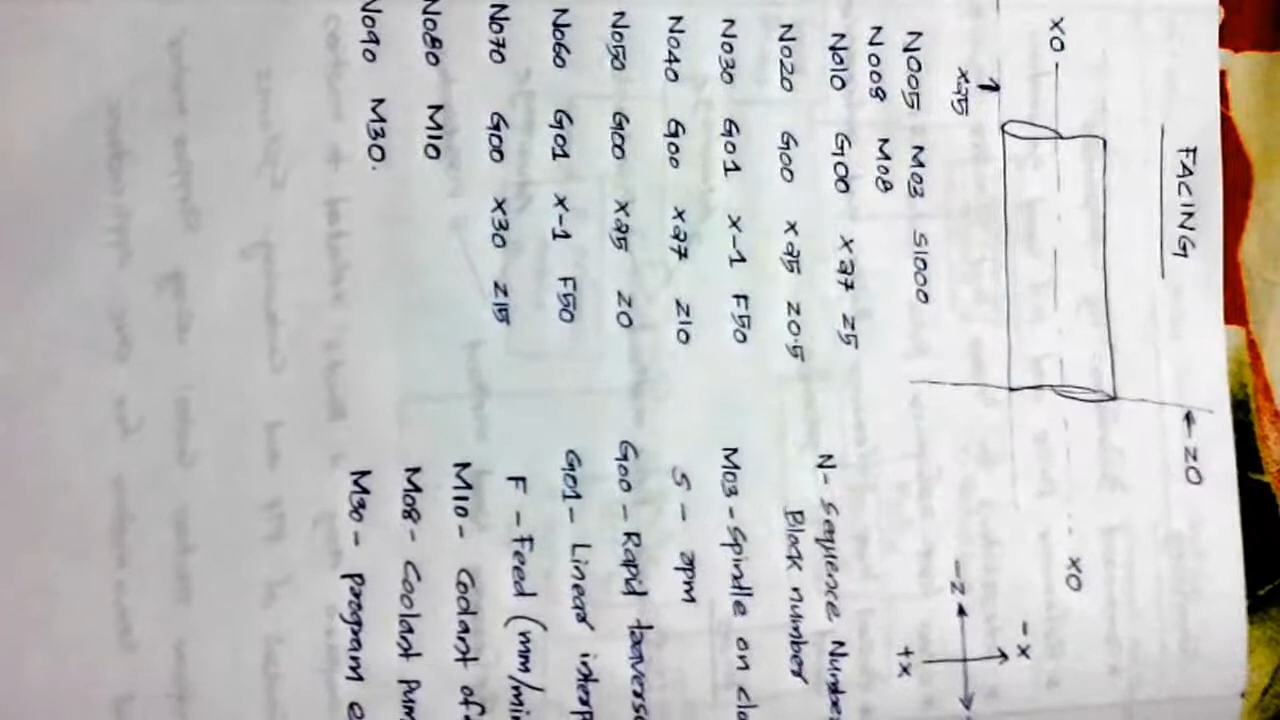 FACING
← Z0
X0
X0
X25
-X
-Z
+X
N005 M03 S1000
N008 M08
N010 G00 X27 Z5
N020 G00 X25 Z0.5
N030 G01 X-1 F50
N040 G00 X27 Z10
N050 G00 X25 Z0
N060 G01 X-1 F50
N070 G00 X30 Z15
N080 M10
N090 M30.
N - Sequence Number
Block number
M03 - Spindle on clo
S - rpm
G00 - Rapid traverse
G01 - Linear interp
F - Feed (mm/min
M10 - Coolant of
M08 - Coolant pum
M30 - program e